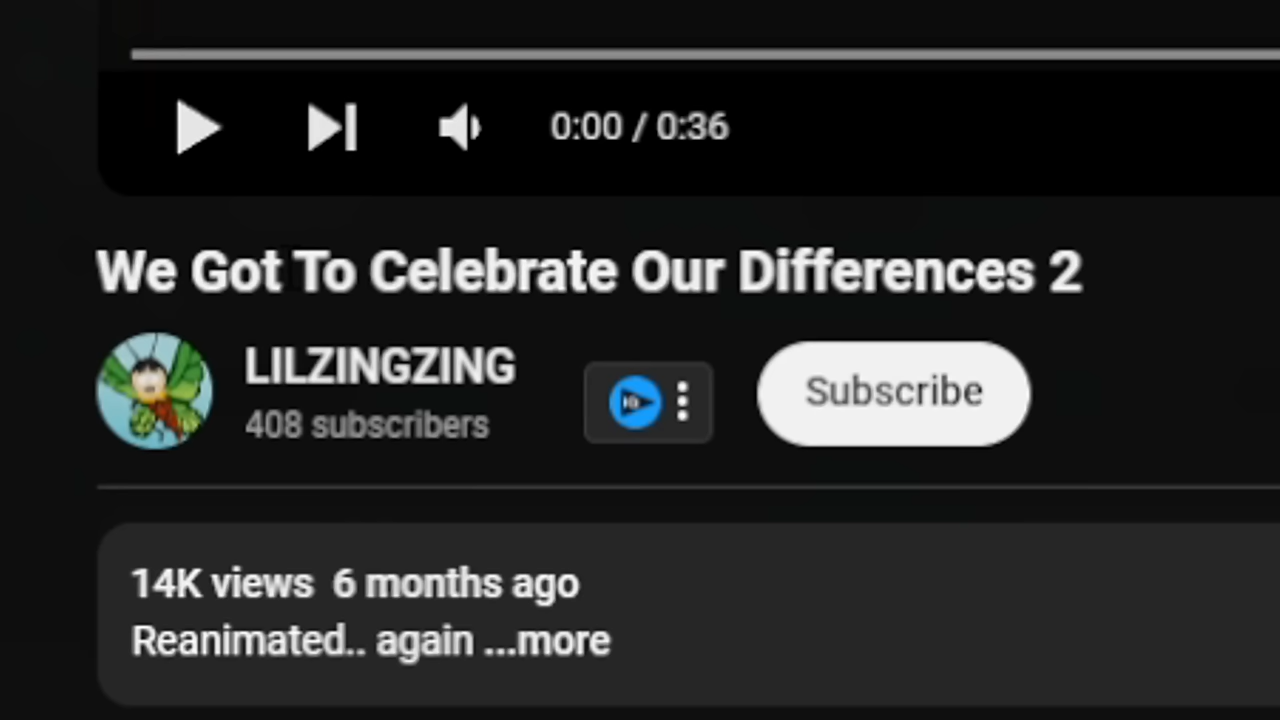 0:00 / 0:36
We Got To Celebrate Our Differences 2
LILZINGZING
408 subscribers
Subscribe
14K views 6 months ago
Reanimated.. again ...more